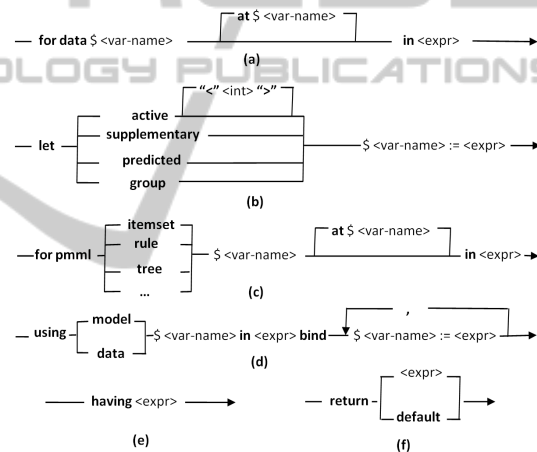 at $ <var-name>
for data $ <var-name> in <expr>
(a)
OLOGY PUBLICATIONS
“<” <int> “>”
active
supplementary
let $ <var-name> := <expr>
predicted
group
(b)
itemset
at $ <var-name>
rule
for pmml $ <var-name> in <expr>
tree
...
(c)
model ,
using $ <var-name> in <expr> bind $ <var-name> := <expr>
data
(d)
<expr>
having <expr> return
default
(e) (f)